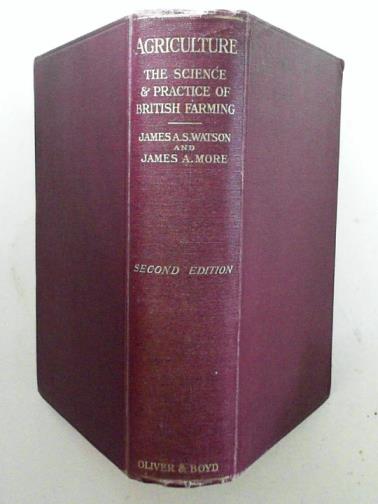 AGRICULTURE
THE SCIENCE
& PRACTICE OF
BRITISH FARMING
JAMES A.S. WATSON
AND
JAMES A. MORE
SECOND EDITION
OLIVER & BOYD